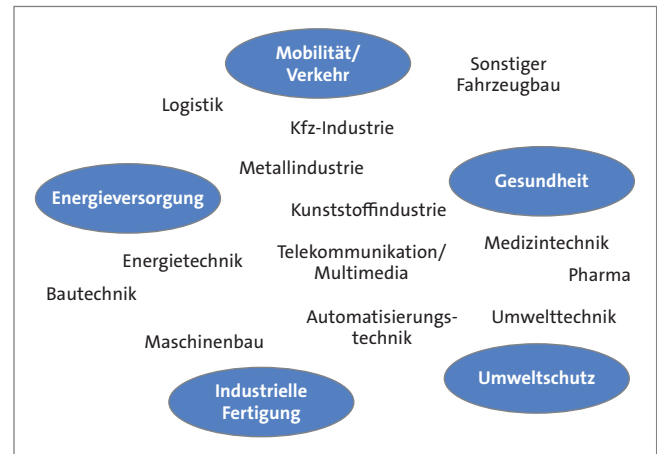 Mobilität/
Verkehr
Sonstiger
Fahrzeugbau
Logistik
Kfz-Industrie
Metallindustrie
Energieversorgung
Gesundheit
Kunststoffindustrie
Medizintechnik
Energietechnik
Telekommunikation/
Multimedia
Pharma
Bautechnik
Automatisierungs-
technik
Umwelttechnik
Maschinenbau
Industrielle
Fertigung
Umweltschutz